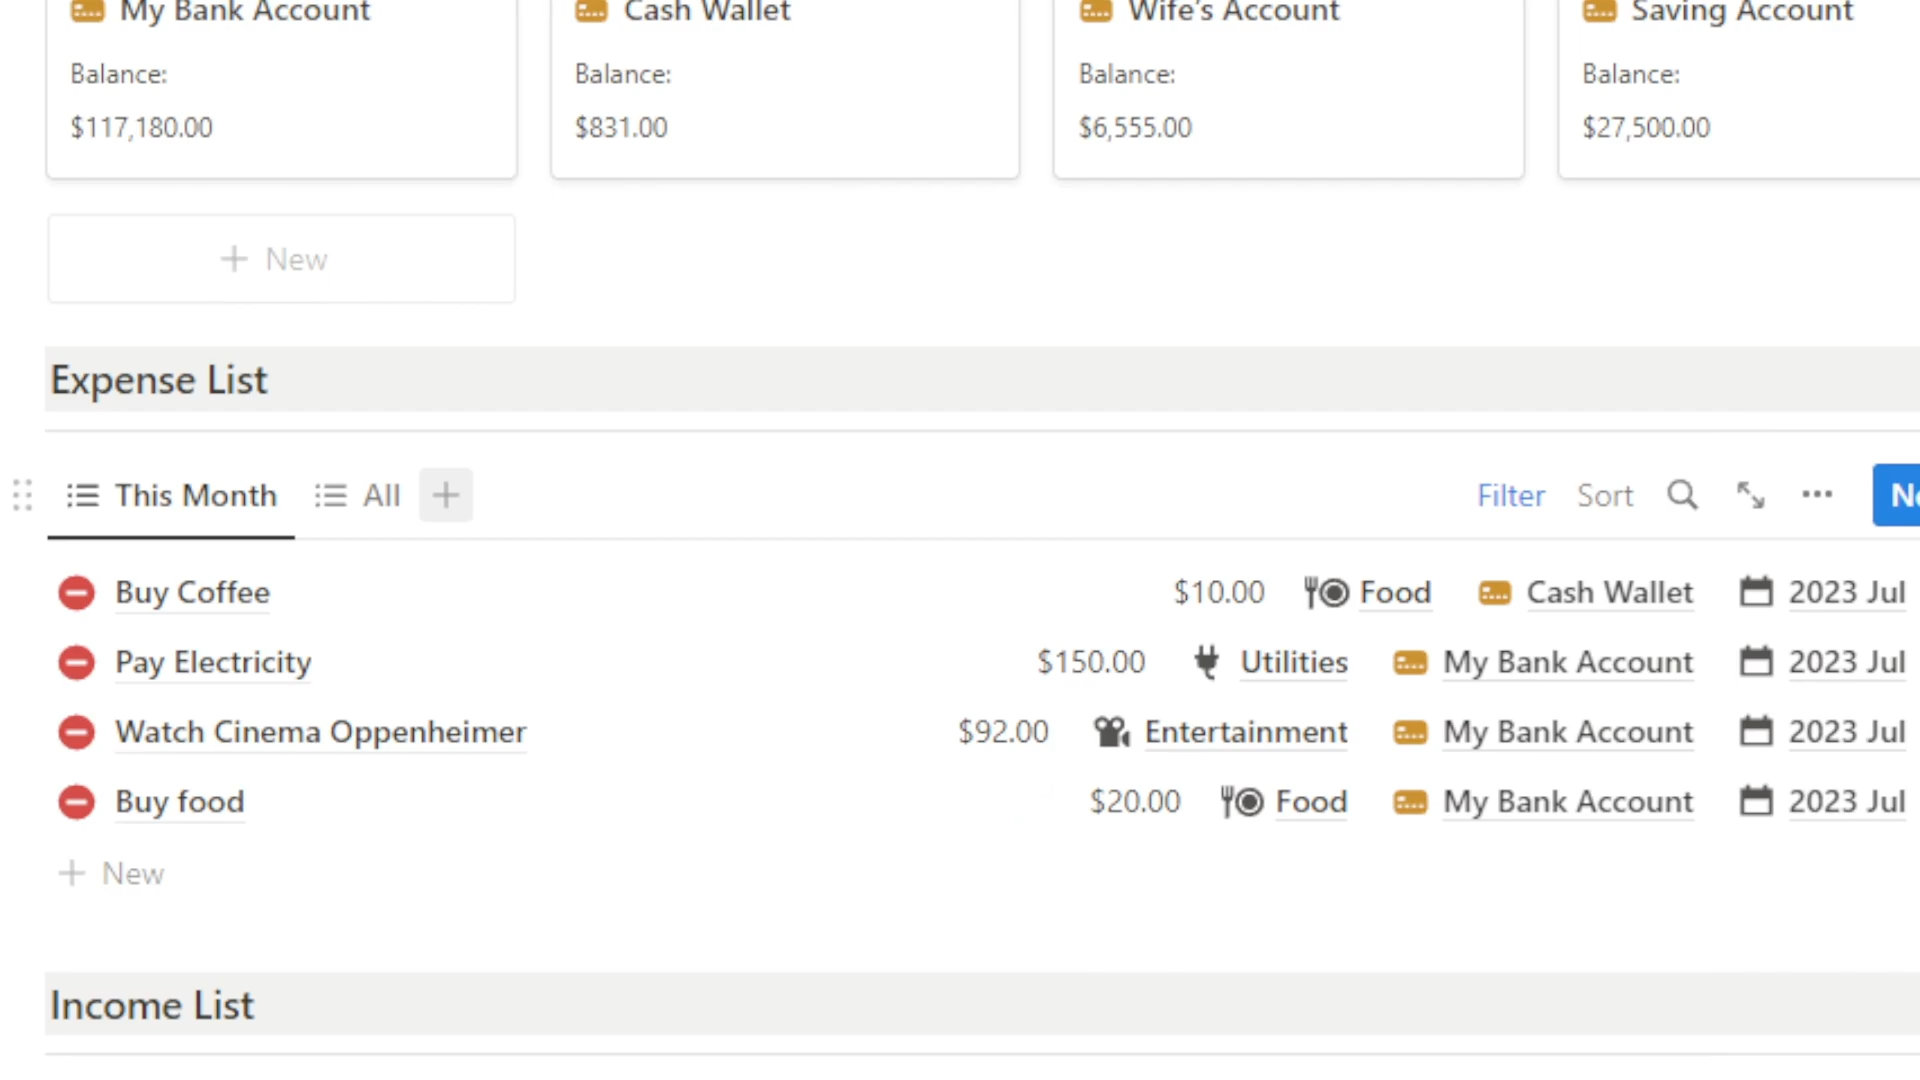 My Bank Account Cash Wallet Wife's Account Saving Account
Balance: Balance: Balance: Balance:
$117,180.00 $831.00 $6,555.00 $27,500.00
+ New
Expense List
This Month All +
Filter Sort
Buy Coffee $10.00 Food Cash Wallet 2023 Jul
Pay Electricity $150.00 Utilities My Bank Account 2023 Jul
Watch Cinema Oppenheimer $92.00 Entertainment My Bank Account 2023 Jul
Buy food $20.00 Food My Bank Account 2023 Jul
+ New
Income List